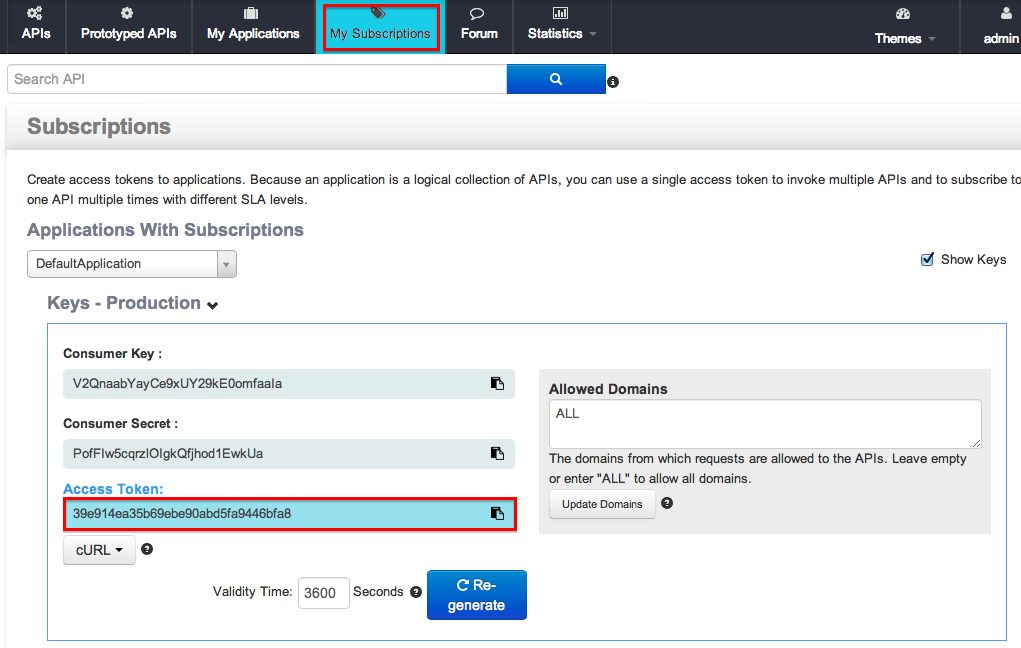 APIs
Prototyped APIs
My Applications
My Subscriptions
Forum
Statistics
Themes
admin
Search API
Subscriptions
Create access tokens to applications. Because an application is a logical collection of APIs, you can use a single access token to invoke multiple APIs and to subscribe to
one API multiple times with different SLA levels.
Applications With Subscriptions
DefaultApplication
Show Keys
Keys - Production
Consumer Key :
V2QnaabYayCe9xUY29kE0omfaaIa
Consumer Secret :
PofFIw5cqrzIOIgkQfjhod1EwkUa
Access Token:
39e914ea35b69ebe90abd5fa9446bfa8
cURL
Validity Time:
3600
Seconds
Re-
generate
Allowed Domains
ALL
The domains from which requests are allowed to the APIs. Leave empty
or enter "ALL" to allow all domains.
Update Domains